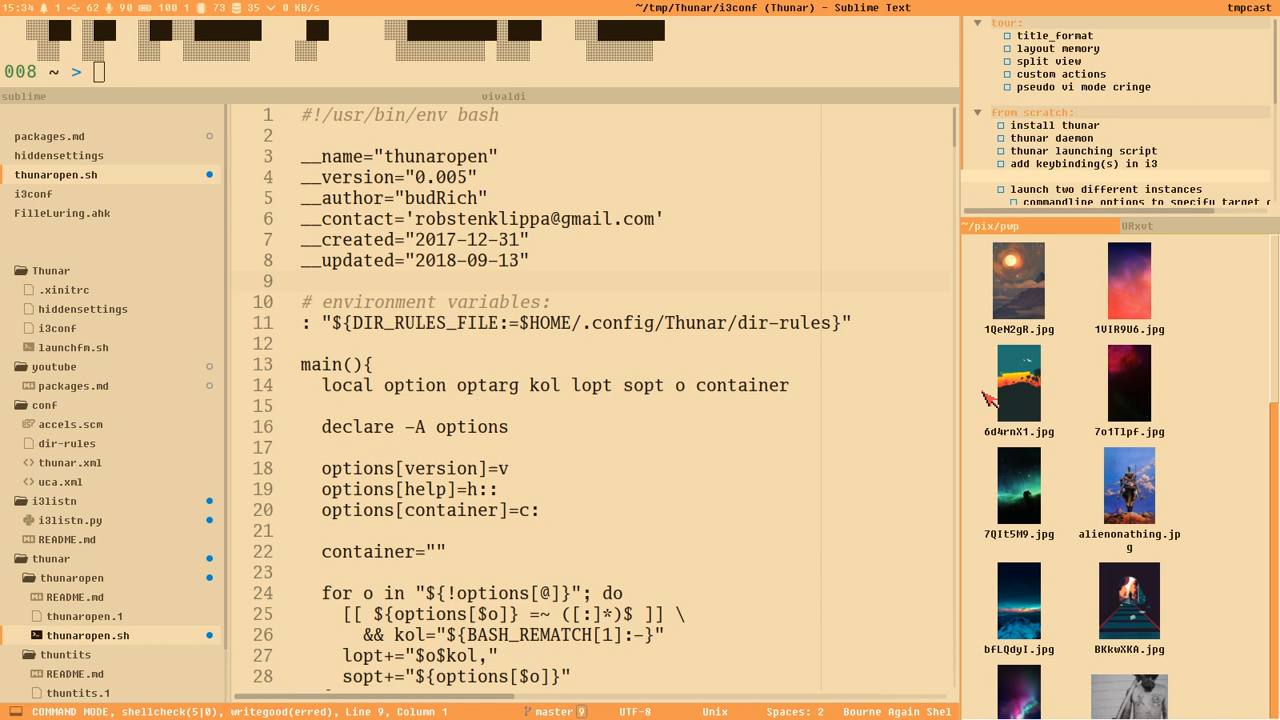 15:34 1 62 90 100 1 73 35 0 KB/s
~/tmp/Thunar/i3conf (Thunar) - Sublime Text
tmpcast
008 ~ >
sublime
vivaldi
packages.md
hiddensettings
thunaropen.sh
i3conf
FilleLuring.ahk
Thunar
.xinitrc
hiddensettings
i3conf
launchfm.sh
youtube
packages.md
conf
accels.scm
dir-rules
thunar.xml
uca.xml
i3listn
i3listn.py
README.md
thunar
thunaropen
README.md
thunaropen.1
thunaropen.sh
thuntits
README.md
thuntits.1
1 #!/usr/bin/env bash
2
3 __name="thunaropen"
4 __version="0.005"
5 __author="budRich"
6 __contact='robstenklippa@gmail.com'
7 __created="2017-12-31"
8 __updated="2018-09-13"
9
10 # environment variables:
11 : "${DIR_RULES_FILE:=$HOME/.config/Thunar/dir-rules}"
12
13 main(){
14 local option optarg kol lopt sopt o container
15
16 declare -A options
17
18 options[version]=v
19 options[help]=h::
20 options[container]=c:
21
22 container=""
23
24 for o in "${!options[@]}"; do
25 [[ ${options[$o]} =~ ([:]*)$ ]] \
26 && kol="${BASH_REMATCH[1]:-}"
27 lopt+="$o$kol,"
28 sopt+="${options[$o]}"
tour:
title_format
layout memory
split view
custom actions
pseudo vi mode cringe
From scratch:
install thunar
thunar daemon
thunar launching script
add keybinding(s) in i3
launch two different instances
commandline options to specify target
~/pix/pwp
URxvt
1QeN2gR.jpg
1VIR9U6.jpg
6d4rnX1.jpg
7o1Tlpf.jpg
7QIt5M9.jpg
alienonathing.jp
g
bfLQdyI.jpg
BKkwXKA.jpg
COMMAND MODE, shellcheck(5|0), writegood(erred), Line 9, Column 1
master 9
UTF-8
Unix
Spaces: 2
Bourne Again Shel